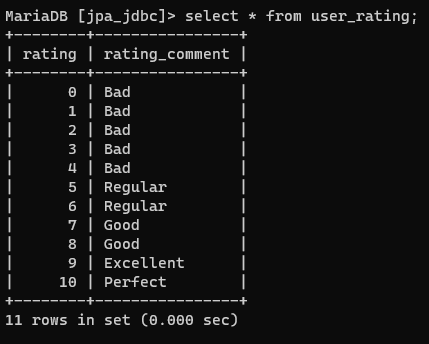 MariaDB [jpa_jdbc]> select * from user_rating;
+--------+----------------+
| rating | rating_comment |
+--------+----------------+
|      0 | Bad            |
|      1 | Bad            |
|      2 | Bad            |
|      3 | Bad            |
|      4 | Bad            |
|      5 | Regular        |
|      6 | Regular        |
|      7 | Good           |
|      8 | Good           |
|      9 | Excellent      |
|     10 | Perfect        |
+--------+----------------+
11 rows in set (0.000 sec)